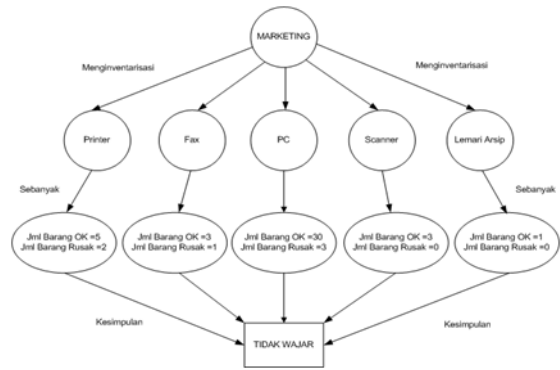 MARKETING
Menginventarisasi
Menginventarisasi
Printer
Fax
PC
Scanner
Lemari Arsip
Sebanyak
Sebanyak
Jml Barang OK =5
Jml Barang Rusak =2
Jml Barang OK =3
Jml Barang Rusak =1
Jml Barang OK =30
Jml Barang Rusak =3
Jml Barang OK =3
Jml Barang Rusak =0
Jml Barang OK =1
Jml Barang Rusak =0
Kesimpulan
Kesimpulan
TIDAK WAJAR